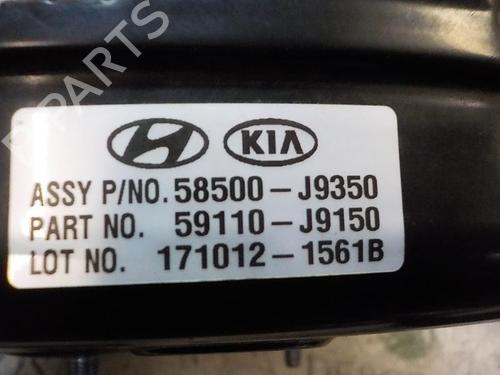 KIA
ASSY P/NO. 58500-J9350
PART NO. 59110-J9150
LOT NO. 171012-1561B